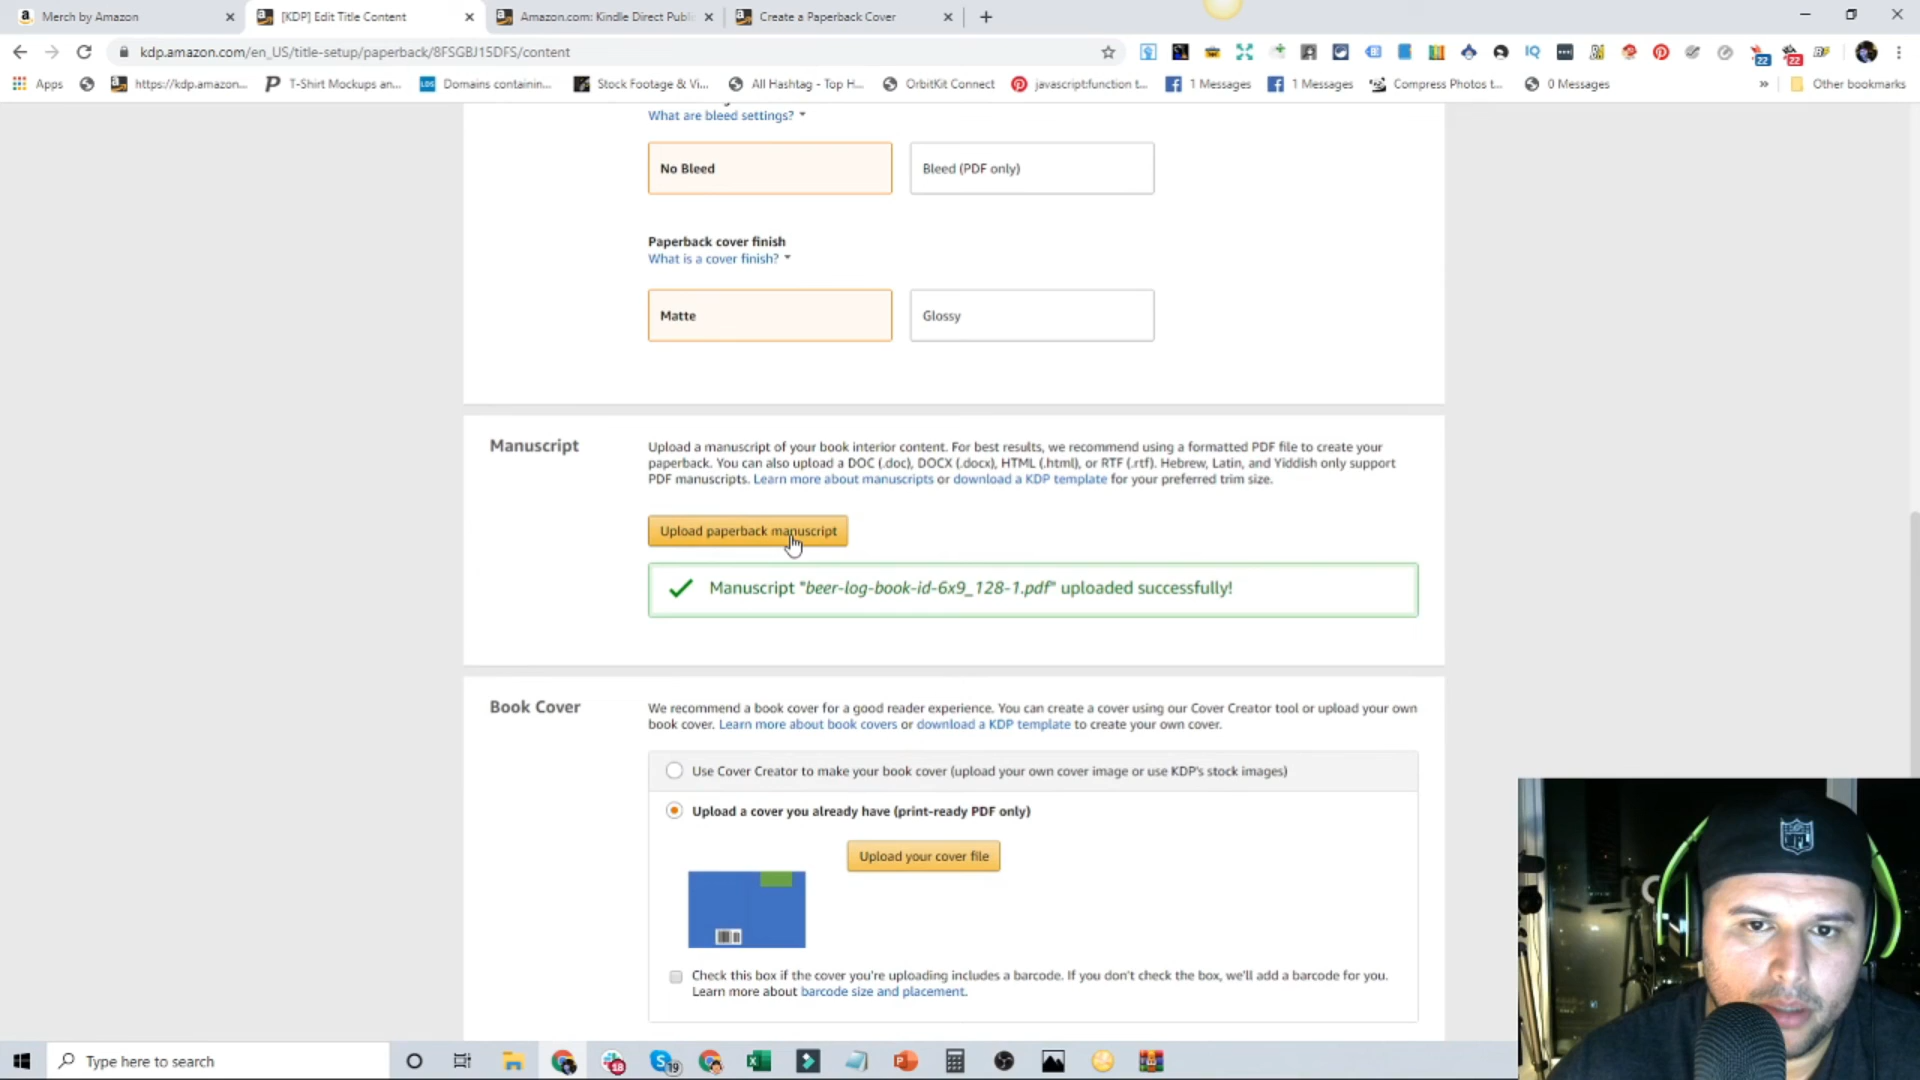 Merch by Amazon
[KDP] Edit Title Content
Amazon.com: Kindle Direct Publi
Create a Paperback Cover
kdp.amazon.com/en_US/title-setup/paperback/8FSGBJ15DFS/content
Apps
https://kdp.amazon...
T-Shirt Mockups an...
Domains containin...
Stock Footage & Vi...
All Hashtag - Top H...
OrbitKit Connect
javascript:function t...
1 Messages
1 Messages
Compress Photos t...
0 Messages
Other bookmarks
What are bleed settings?
No Bleed
Bleed (PDF only)
Paperback cover finish
What is a cover finish?
Matte
Glossy
Manuscript
Upload a manuscript of your book interior content. For best results, we recommend using a formatted PDF file to create your
paperback. You can also upload a DOC (.doc), DOCX (.docx), HTML (.html), or RTF (.rtf). Hebrew, Latin, and Yiddish only support
PDF manuscripts. Learn more about manuscripts or download a KDP template for your preferred trim size.
Upload paperback manuscript
Manuscript "beer-log-book-id-6x9_128-1.pdf" uploaded successfully!
Book Cover
We recommend a book cover for a good reader experience. You can create a cover using our Cover Creator tool or upload your own
book cover. Learn more about book covers or download a KDP template to create your own cover.
Use Cover Creator to make your book cover (upload your own cover image or use KDP's stock images)
Upload a cover you already have (print-ready PDF only)
Upload your cover file
Check this box if the cover you're uploading includes a barcode. If you don't check the box, we'll add a barcode for you.
Learn more about barcode size and placement.
NFL
Type here to search
18
19
22
22
IQ